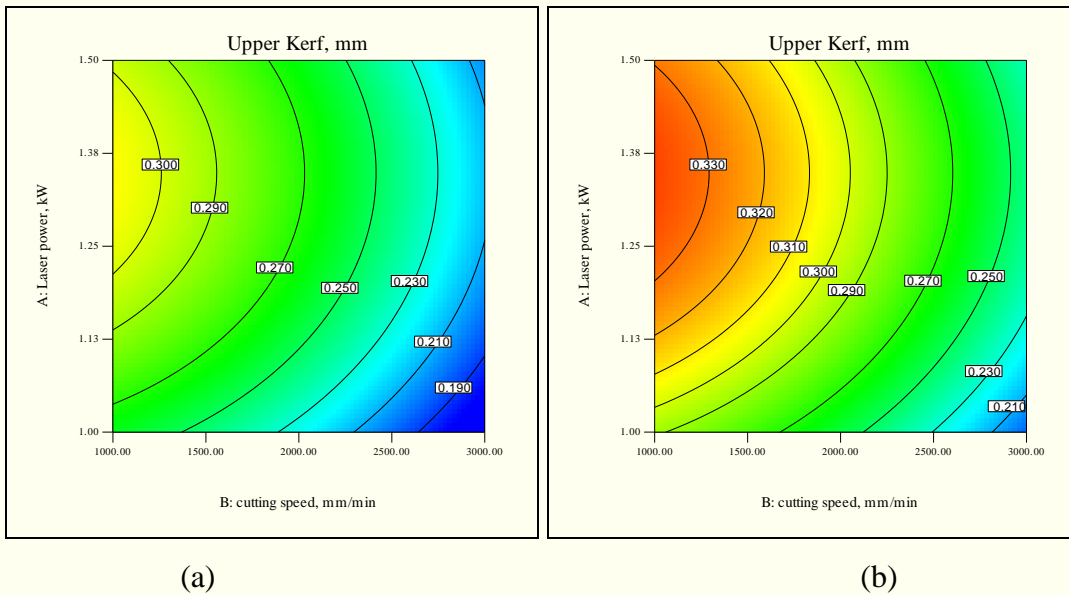 Upper Kerf, mm
1.50
1.38
1.25
1.13
1.00
A: Laser power, kW
0.300
0.290
0.270
0.250
0.230
0.210
0.190
1000.00 1500.00 2000.00 2500.00 3000.00
B: cutting speed, mm/min
(a)
Upper Kerf, mm
1.50
1.38
1.25
1.13
1.00
A: Laser power, kW
0.330
0.320
0.310
0.300
0.290
0.270
0.250
0.230
0.210
1000.00 1500.00 2000.00 2500.00 3000.00
B: cutting speed, mm/min
(b)